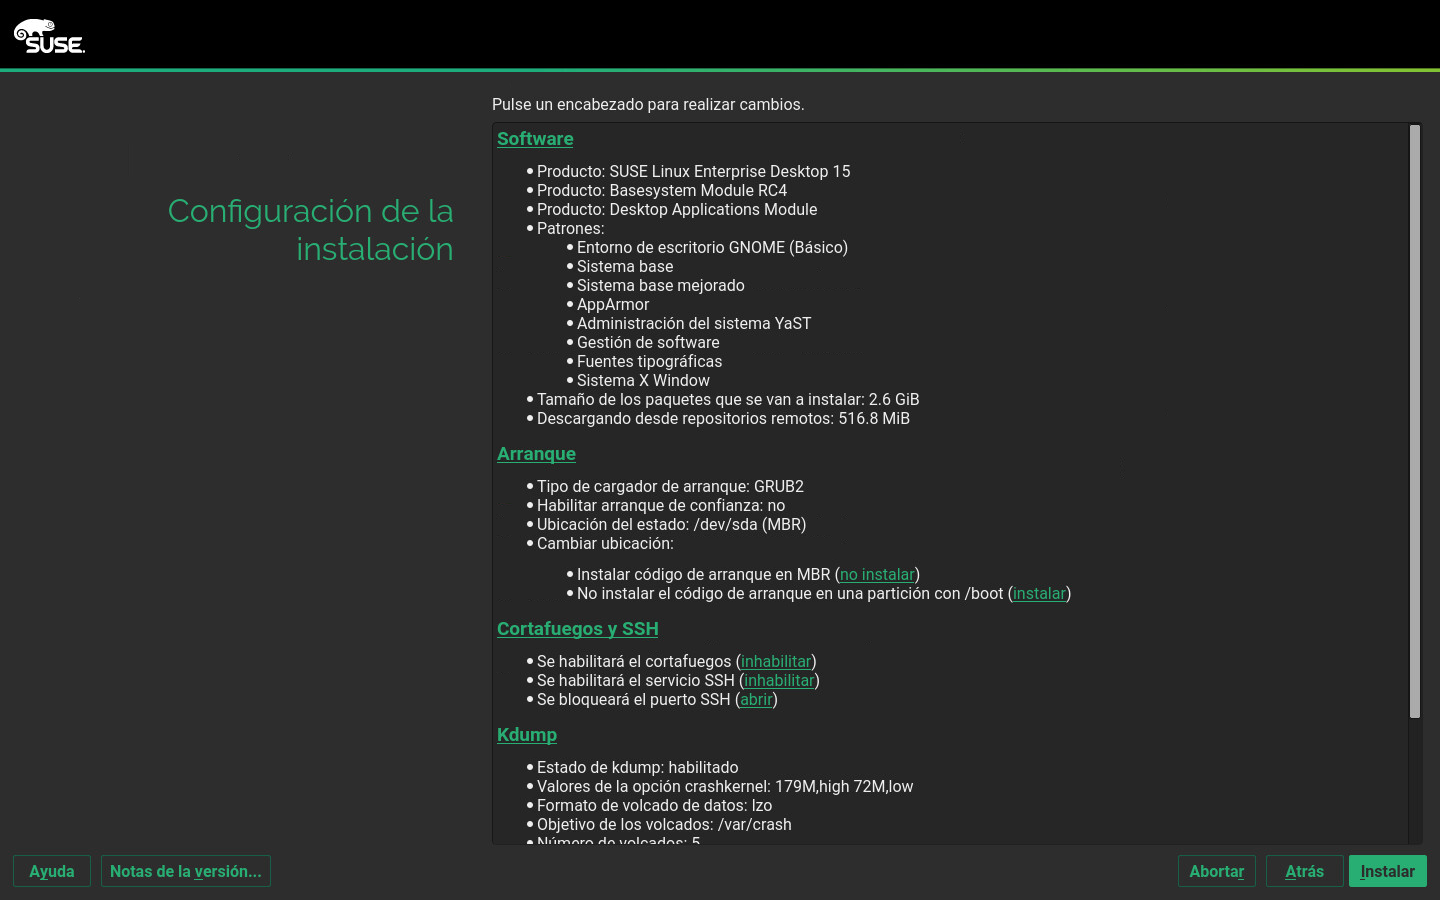 SUSE
Pulse un encabezado para realizar cambios.
Configuración de la
instalación
Software
Producto: SUSE Linux Enterprise Desktop 15
Producto: Basesystem Module RC4
Producto: Desktop Applications Module
Patrones:
Entorno de escritorio GNOME (Básico)
Sistema base
Sistema base mejorado
AppArmor
Administración del sistema YaST
Gestión de software
Fuentes tipográficas
Sistema X Window
Tamaño de los paquetes que se van a instalar: 2.6 GiB
Descargando desde repositorios remotos: 516.8 MiB
Arranque
Tipo de cargador de arranque: GRUB2
Habilitar arranque de confianza: no
Ubicación del estado: /dev/sda (MBR)
Cambiar ubicación:
Instalar código de arranque en MBR (no instalar)
No instalar el código de arranque en una partición con /boot (instalar)
Cortafuegos y SSH
Se habilitará el cortafuegos (inhabilitar)
Se habilitará el servicio SSH (inhabilitar)
Se bloqueará el puerto SSH (abrir)
Kdump
Estado de kdump: habilitado
Valores de la opción crashkernel: 179M,high 72M,low
Formato de volcado de datos: lzo
Objetivo de los volcados: /var/crash
Número de volcados: 5
Ayuda
Notas de la versión...
Abortar
Atrás
Instalar